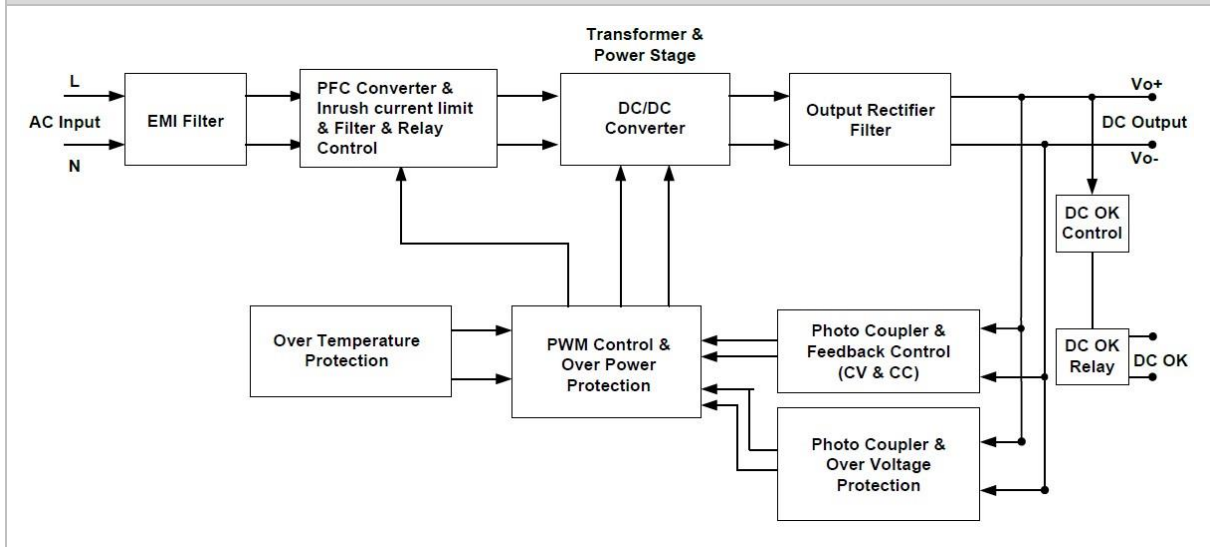 Transformer &
Power Stage
L
AC Input
N
EMI Filter
PFC Converter &
Inrush current limit
& Filter & Relay
Control
DC/DC
Converter
Output Rectifier
Filter
Vo+
DC Output
Vo-
DC OK
Control
DC OK
Relay
DC OK
Over Temperature
Protection
PWM Control &
Over Power
Protection
Photo Coupler &
Feedback Control
(CV & CC)
Photo Coupler &
Over Voltage
Protection